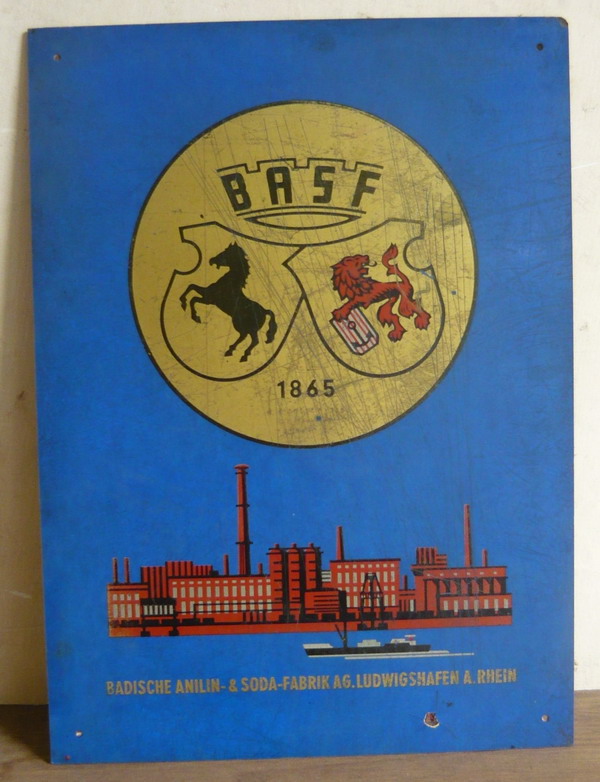 BASF
1865
BADISCHE ANILIN- & SODA-FABRIK AG. LUDWIGSHAFEN A. RHEIN